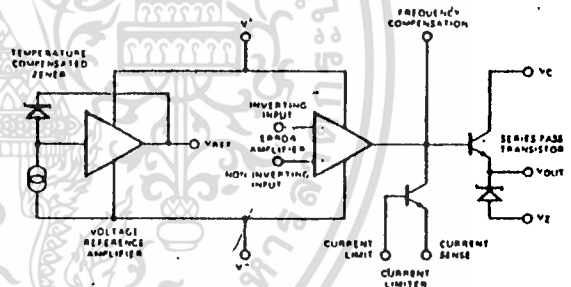 FREQUENCY
COMPENSATION
V+
TEMPERATURE
COMPENSATED
ZENER
VC
INVERTING
INPUT
ERROR
AMPLIFIER
NON INVERTING
INPUT
VREF
SERIES PASS
TRANSISTOR
VOUT
VZ
VOLTAGE
REFERENCE
AMPLIFIER
V-
CURRENT
LIMIT
CURRENT
SENSE
CURRENT
LIMITER